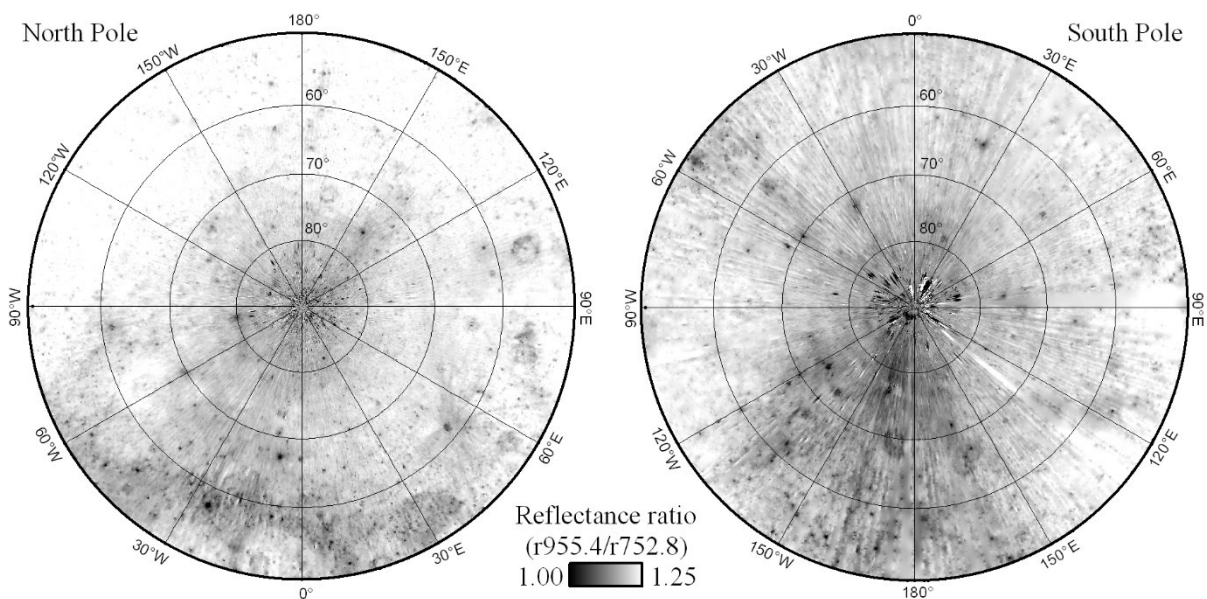 North Pole
180°
150°W
150°E
120°W
120°E
90°W
90°E
60°W
60°E
30°W
30°E
0°
60°
70°
80°
South Pole
0°
30°W
30°E
60°W
60°E
90°W
90°E
120°W
120°E
150°W
150°E
180°
60°
70°
80°
Reflectance ratio
(r955.4/r752.8)
1.00 1.25